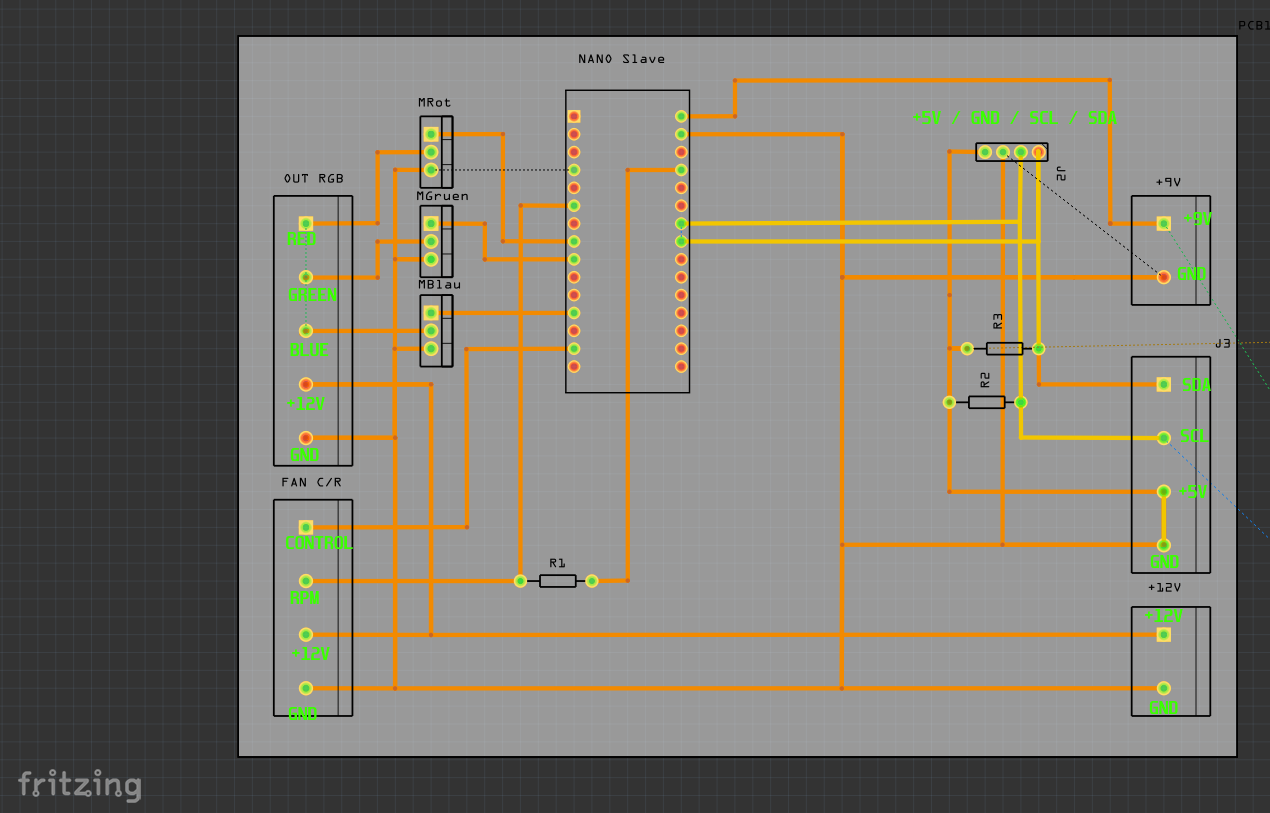 PCB1
NANO Slave
MRot
+5V / GND / SCL / SDA
J2
OUT RGB
+9V
MGruen
RED
+9V
GND
MBlau
GREEN
R3
J3
BLUE
R2
SDA
+12V
SCL
GND
FAN C/R
+5V
CONTROL
R1
GND
RPM
+12V
+12V
+12V
GND
GND
fritzing